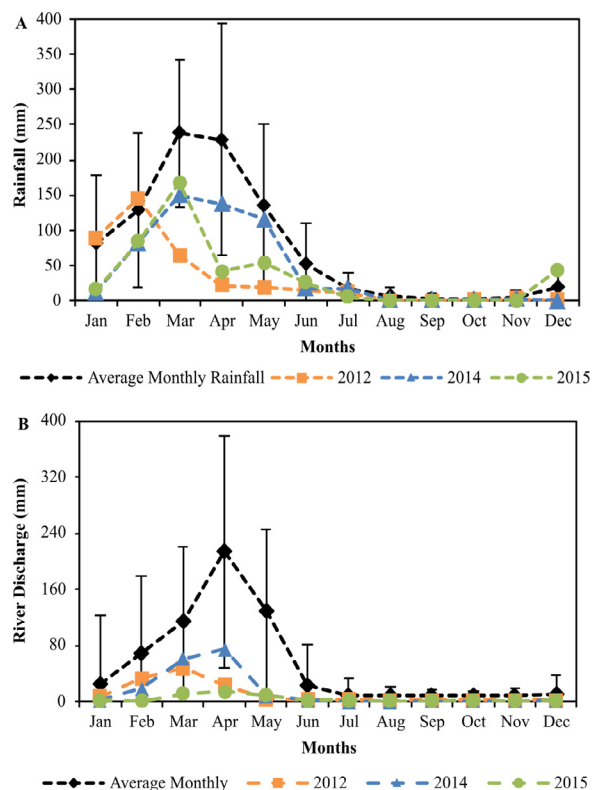 A
400
350
300
250
200
150
100
50
0
Rainfall (mm)
Jan Feb Mar Apr May Jun Jul Aug Sep Oct Nov Dec
Months
Average Monthly Rainfall 2012 2014 2015
B
400
320
240
160
80
0
River Discharge (mm)
Jan Feb Mar Apr May Jun Jul Aug Sep Oct Nov Dec
Months
Average Monthly 2012 2014 2015